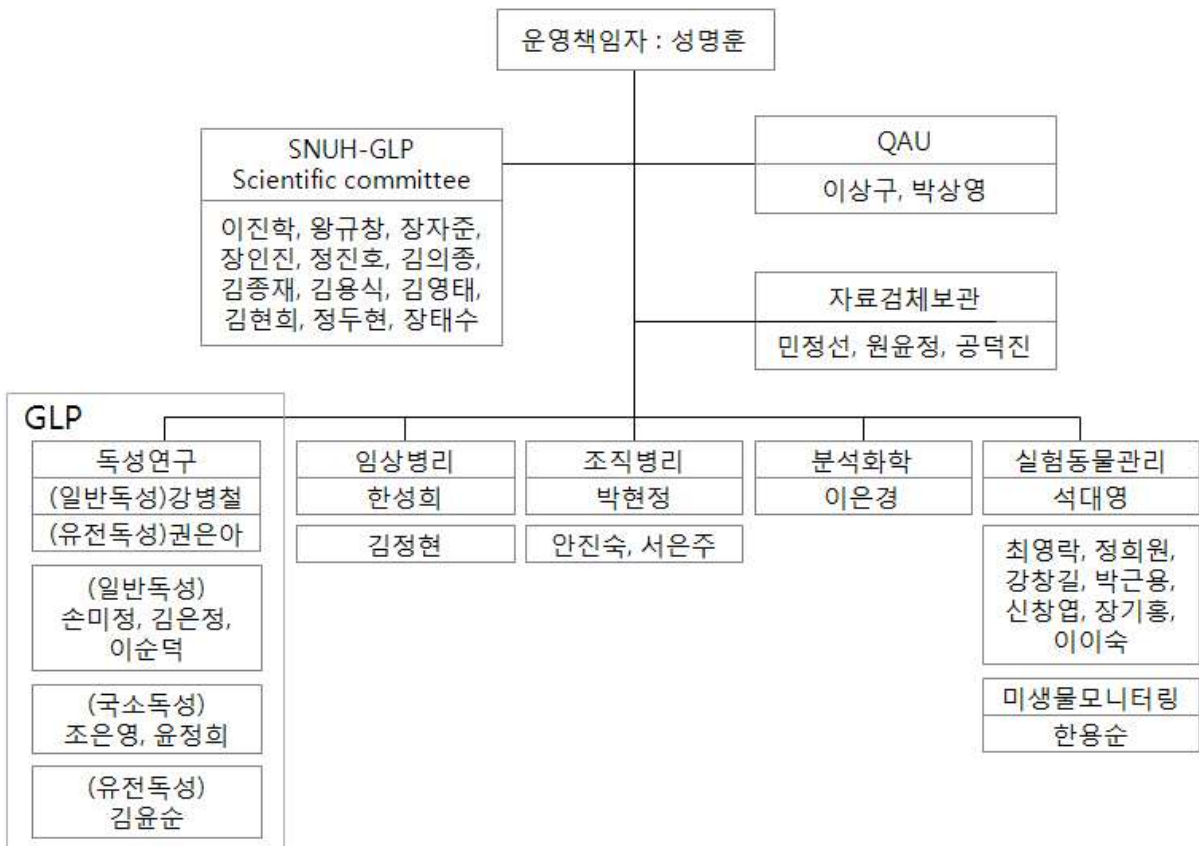 운영책임자 : 성명훈
SNUH-GLP
Scientific committee
이진학, 왕규창, 장자준,
장인진, 정진호, 김의종,
김종재, 김용식, 김영태,
김현희, 정두현, 장태수
QAU
이상구, 박상영
자료검체보관
민정선, 원윤정, 공덕진
GLP
독성연구
(일반독성)강병철
(유전독성)권은아
(일반독성)
손미정, 김은정,
이순덕
(국소독성)
조은영, 윤정희
(유전독성)
김윤순
임상병리
한성희
김정현
조직병리
박현정
안진숙, 서은주
분석화학
이은경
실험동물관리
석대영
최영락, 정희원,
강창길, 박근용,
신창엽, 장기홍,
이이숙
미생물모니터링
한용순